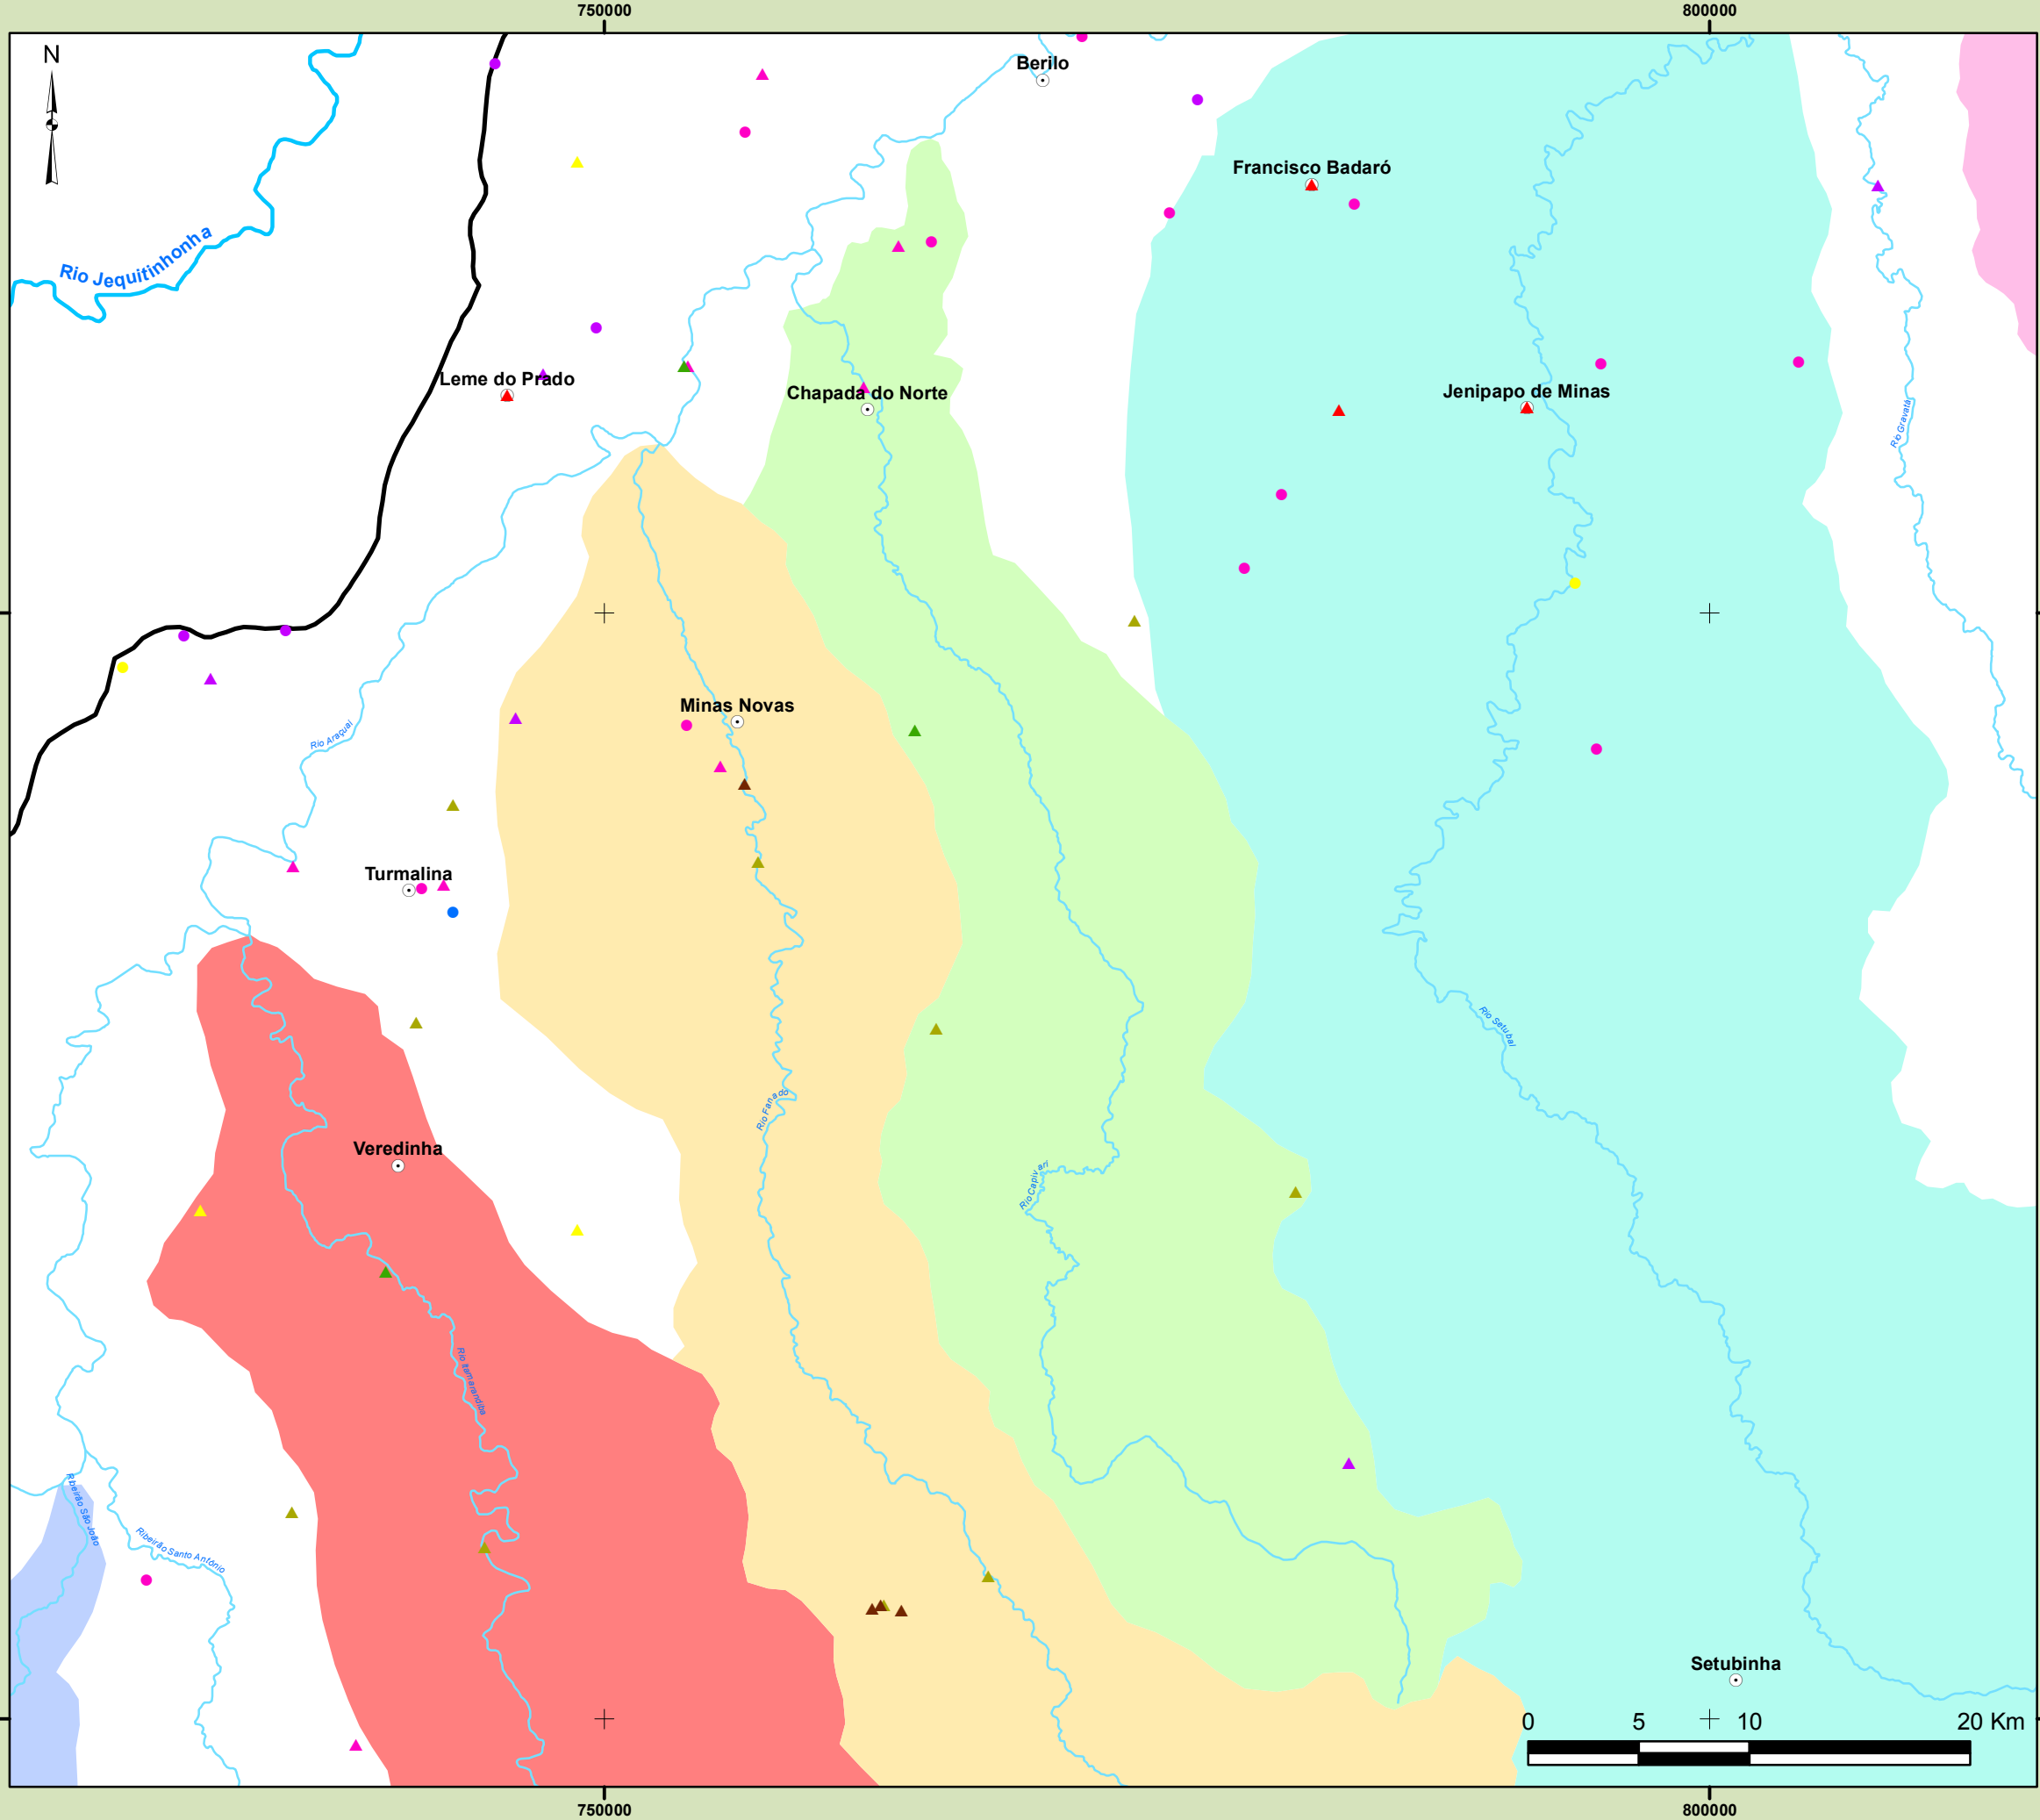 750000
800000
N
Berilo
Francisco Badaró
Rio Jequitinhonha
Leme do Prado
Chapada do Norte
Jenipapo de Minas
Rio Gravatá
Minas Novas
Rio Araçuaí
Turmalina
Rio Setubal
Rio Fanado
Veredinha
Rio Capivari
Rio Itamarandiba
Ribeirão São João
Ribeirão Santo Antônio
Setubinha
0 5 10 20 Km
750000
800000